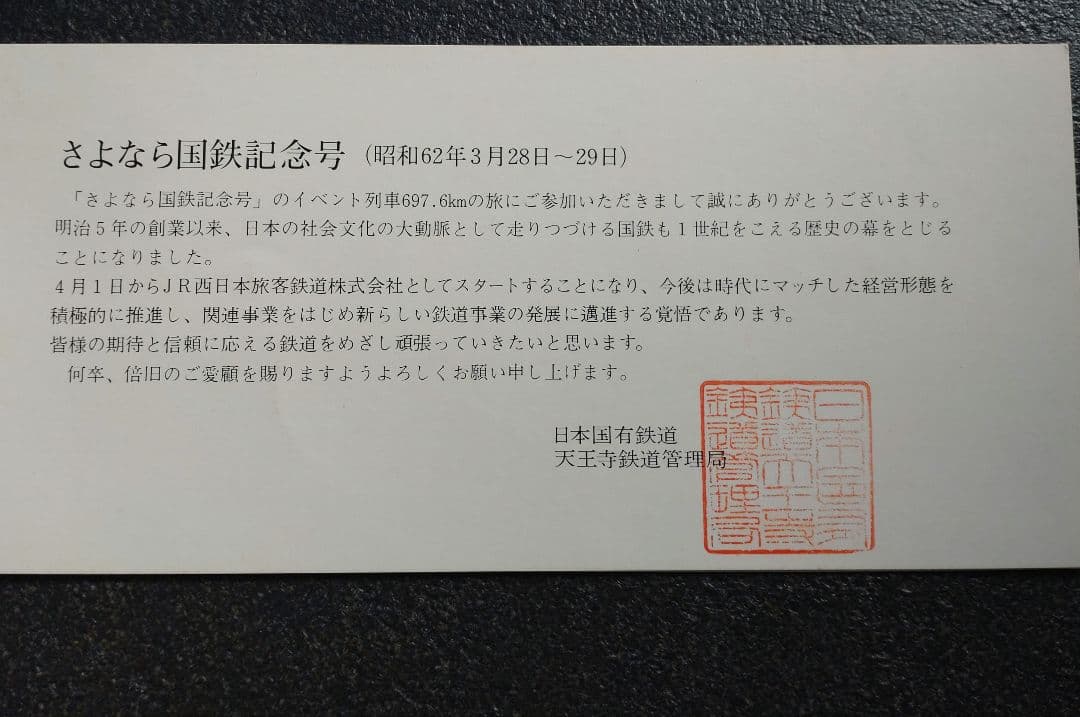 さよなら国鉄記念号 (昭和62年3月28日～29日)
「さよなら国鉄記念号」のイベント列車697.6kmの旅にご参加いただきまして誠にありがとうございます。
明治5年の創業以来、日本の社会文化の大動脈として走りつづける国鉄も1世紀をこえる歴史の幕をとじる
ことになりました。
4月1日からJR西日本旅客鉄道株式会社としてスタートすることになり、今後は時代にマッチした経営形態を
積極的に推進し、関連事業をはじめ新らしい鉄道事業の発展に邁進する覚悟であります。
皆様の期待と信頼に応える鉄道をめざし頑張っていきたいと思います。
何卒、倍旧のご愛顧を賜りますようよろしくお願い申し上げます。
日本国有鉄道
天王寺鉄道管理局
日本国有
鉄道天王寺
鉄道管理局